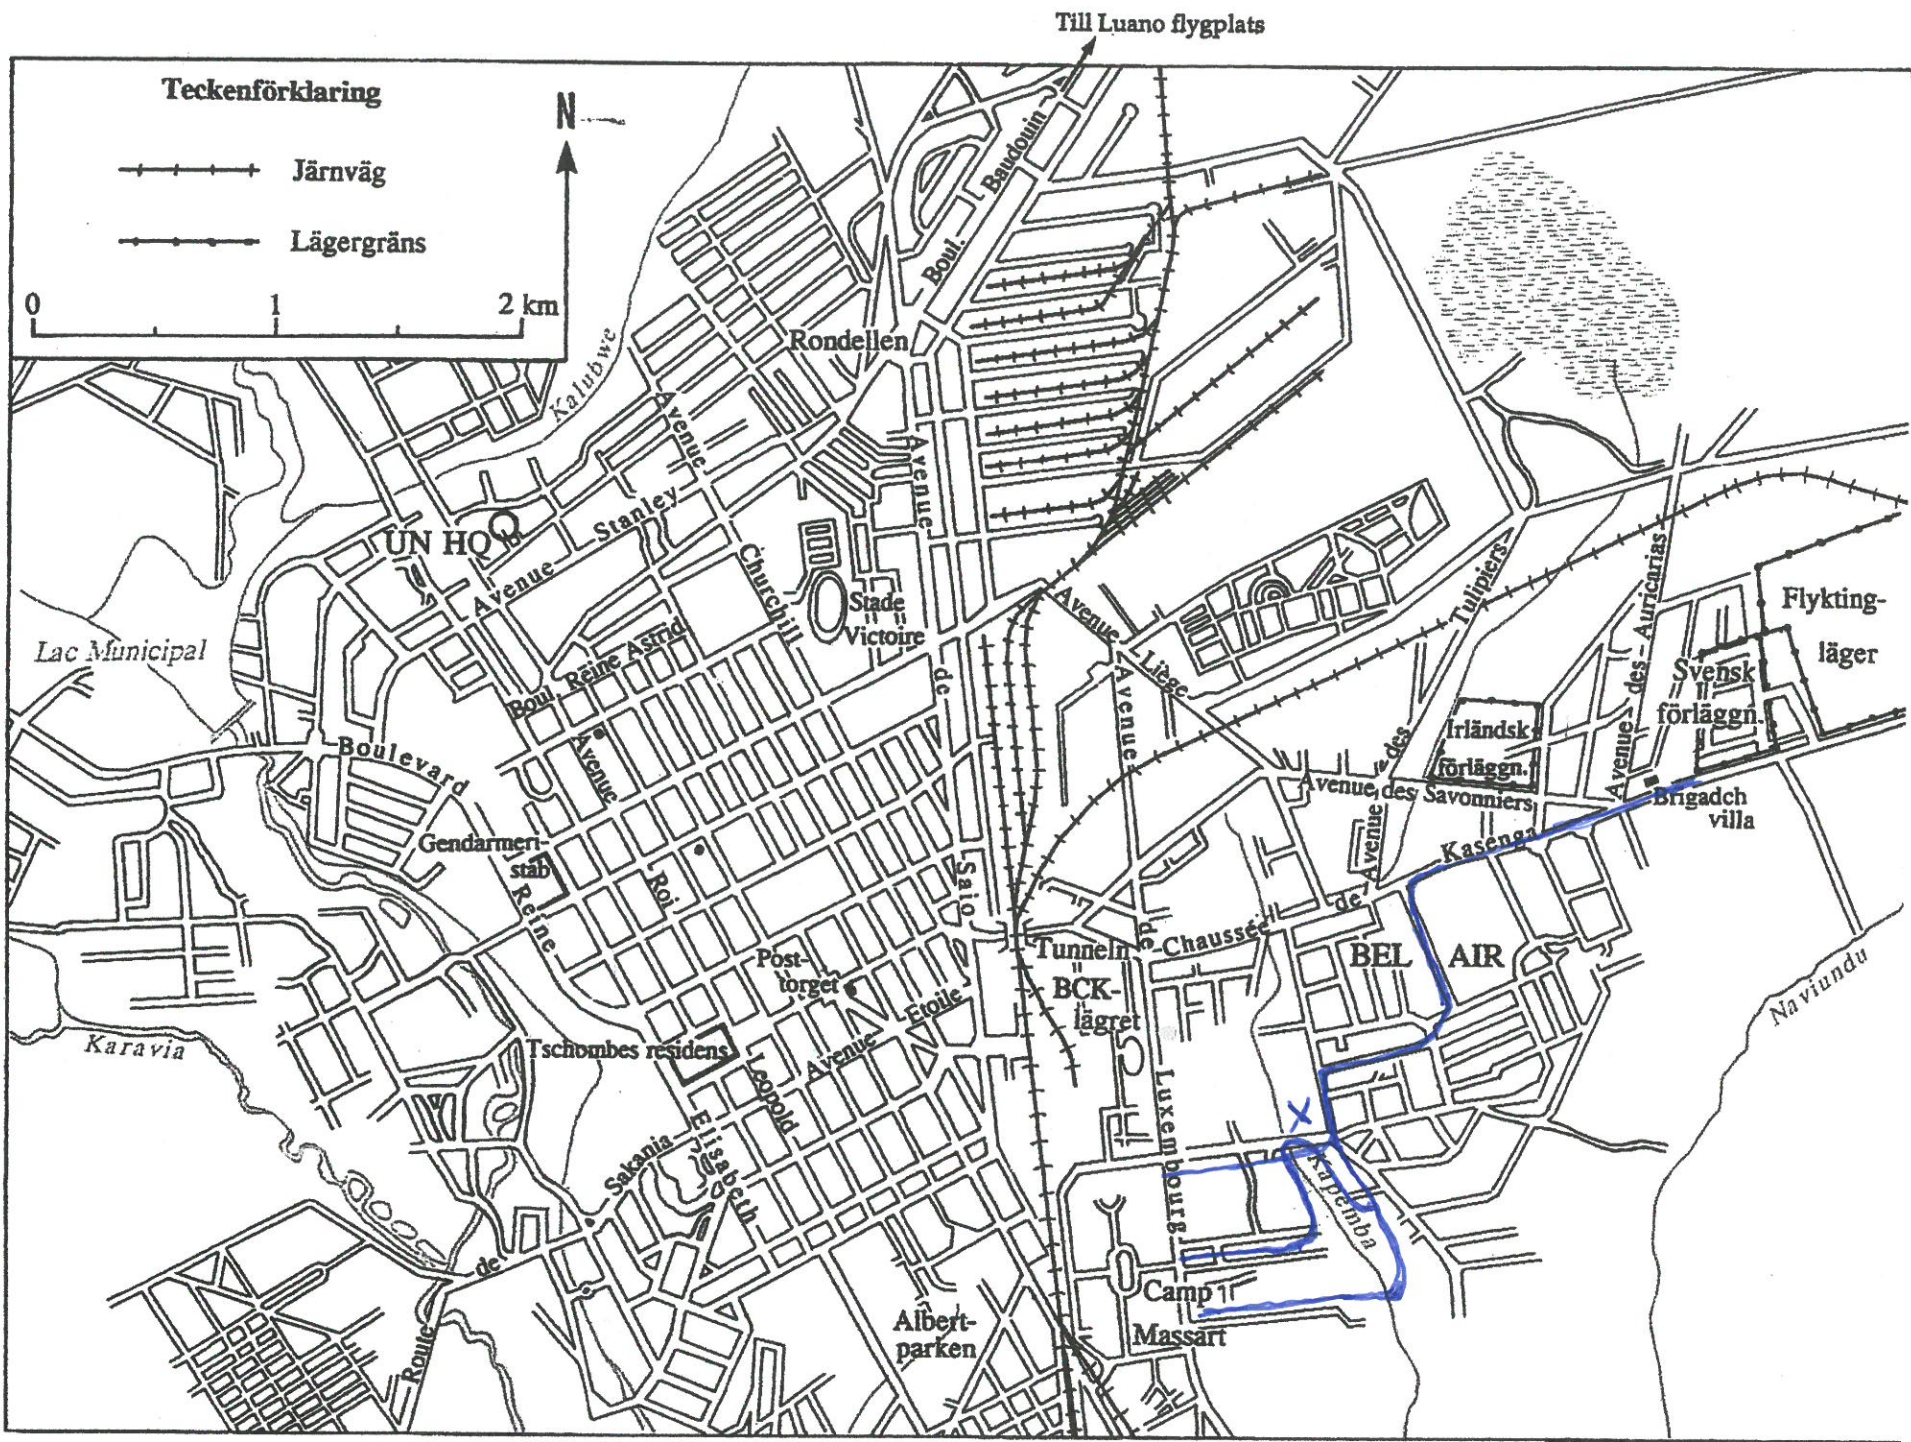 Till Luano flygplats
Teckenförklaring
N
Järnväg
Lägergräns
0 1 2 km
Boul. Baudouin
Kalubwe
Rondellen
Avenue Churchill
Avenue Stanley
UN HQ
Stade
Victoire
Avenue de Saio
Lac Municipal
Boul. Reine Astrid
Avenue Liège
Avenue des Tulipiers
Avenue des Auricarias
Flykting-
läger
Svensk
förläggn.
Irländsk
förläggn.
Avenue des Savonniers
Brigadch
villa
Boulevard Reine Elisabeth
Gendarmeri-
stab
Avenue Roi Leopold
Avenue de Luxembourg
Chaussée de Kasenga
Avenue
Tunneln
BCK-
lägret
BEL AIR
Naviundu
Post-
torget
Avenue Etoile
Tschombes residens
Karavia
X
Kapemba
Route de Sakania
Albert-
parken
Camp
Massart